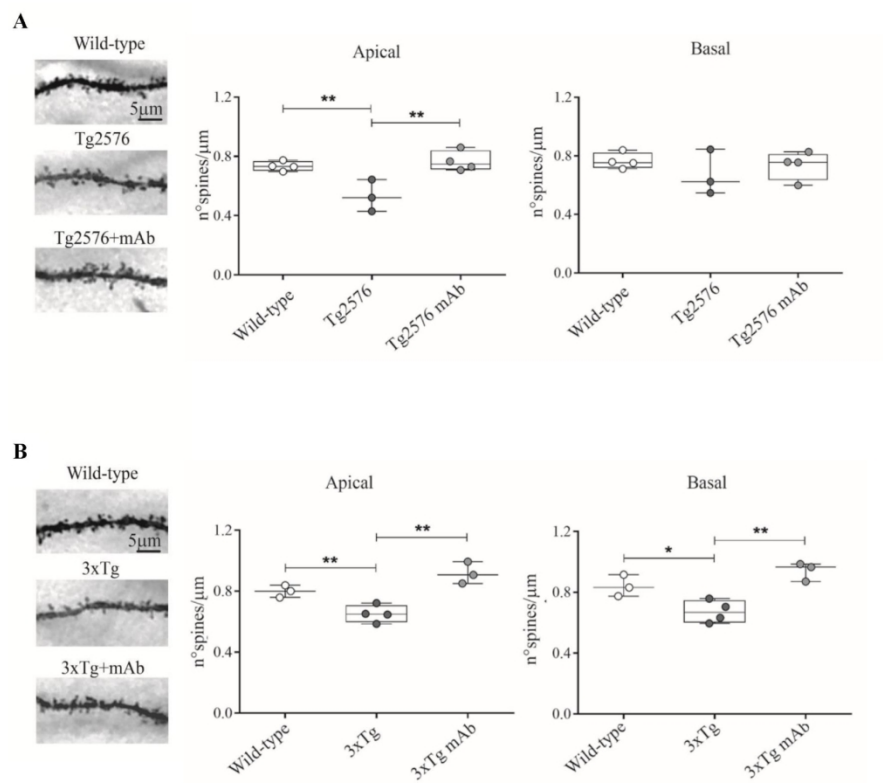 A
Wild-type
5µm
Tg2576
Tg2576+mAb
Apical
n°spines/µm
1.2
0.8
0.4
0.0
**
**
Wild-type
Tg2576
Tg2576 mAb
Basal
n°spines/µm
1.2
0.8
0.4
0.0
Wild-type
Tg2576
Tg2576 mAb
B
Wild-type
5µm
3xTg
3xTg+mAb
Apical
n°spines/µm
1.2
0.8
0.4
0.0
**
**
Wild-type
3xTg
3xTg mAb
Basal
n°spines/µm
1.2
0.8
0.4
0.0
*
**
Wild-type
3xTg
3xTg mAb